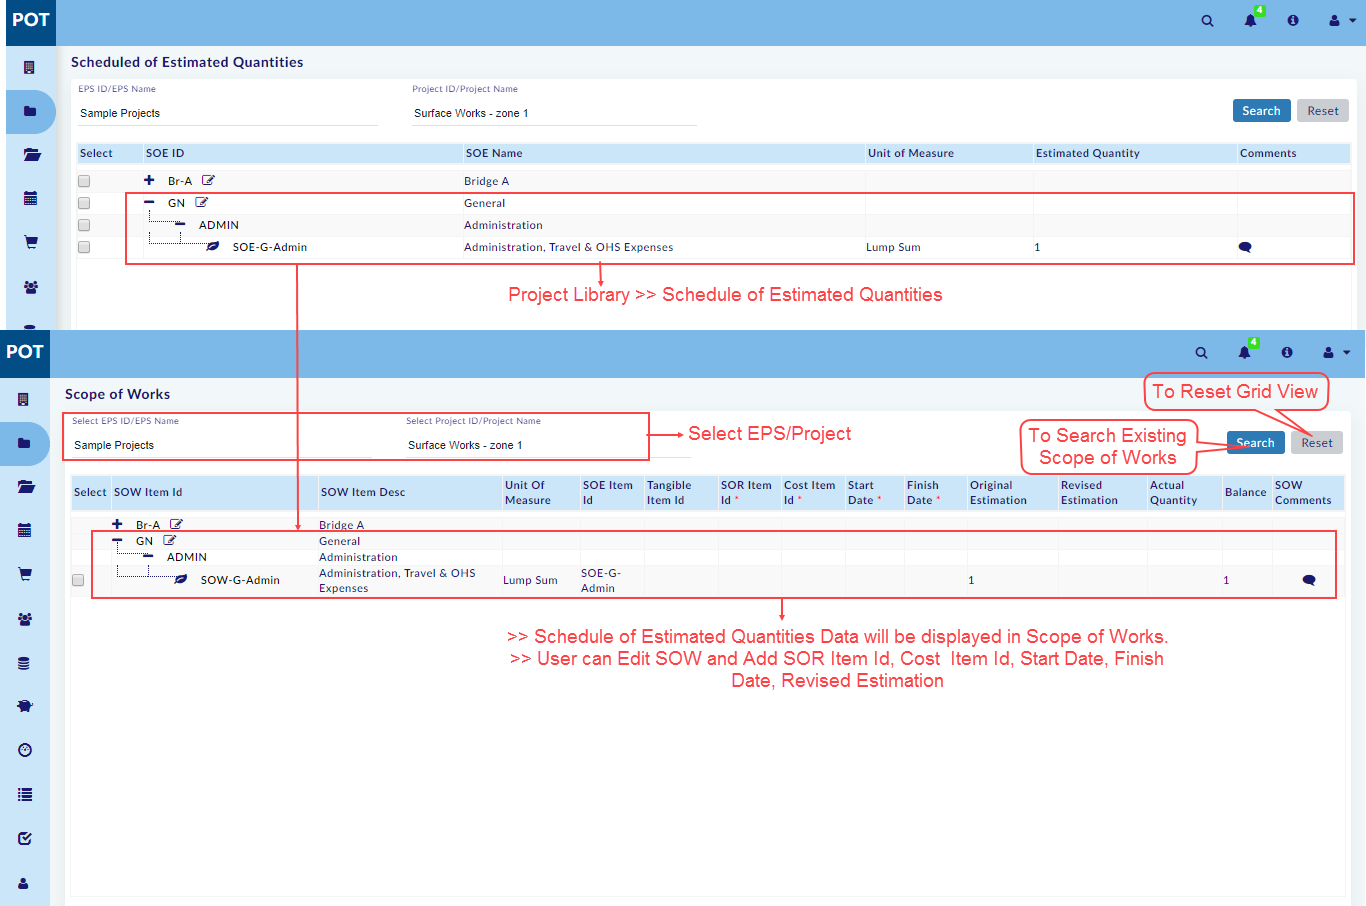 POT
4
Scheduled of Estimated Quantities
EPS ID/EPS Name Project ID/Project Name
Sample Projects Surface Works - zone 1
Search Reset
Select SOE ID SOE Name Unit of Measure Estimated Quantity Comments
Br-A Bridge A
GN General
ADMIN Administration
SOE-G-Admin Administration, Travel & OHS Expenses Lump Sum 1
Project Library >> Schedule of Estimated Quantities
POT
4
Scope of Works
To Reset Grid View
Select EPS ID/EPS Name Select Project ID/Project Name
Sample Projects Surface Works - zone 1
Select EPS/Project
To Search Existing
Scope of Works
Search Reset
Select SOW Item Id SOW Item Desc Unit Of Measure SOE Item Id Tangible Item Id SOR Item Id * Cost Item Id * Start Date * Finish Date * Original Estimation Revised Estimation Actual Quantity Balance SOW Comments
Br-A Bridge A
GN General
ADMIN Administration
SOW-G-Admin Administration, Travel & OHS Expenses Lump Sum SOE-G-Admin 1 1
>> Schedule of Estimated Quantities Data will be displayed in Scope of Works.
>> User can Edit SOW and Add SOR Item Id, Cost Item Id, Start Date, Finish
Date, Revised Estimation